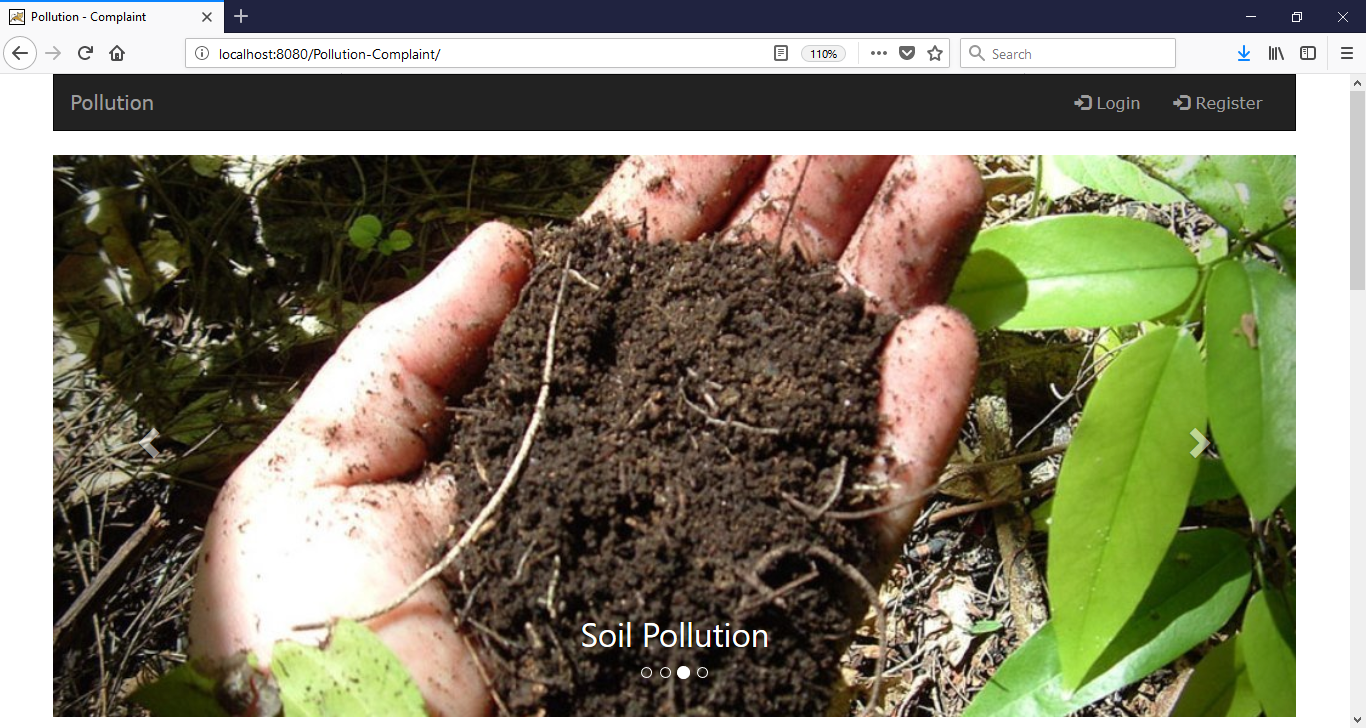 Pollution - Complaint
localhost:8080/Pollution-Complaint/
110%
Search
Pollution
Login
Register
Soil Pollution